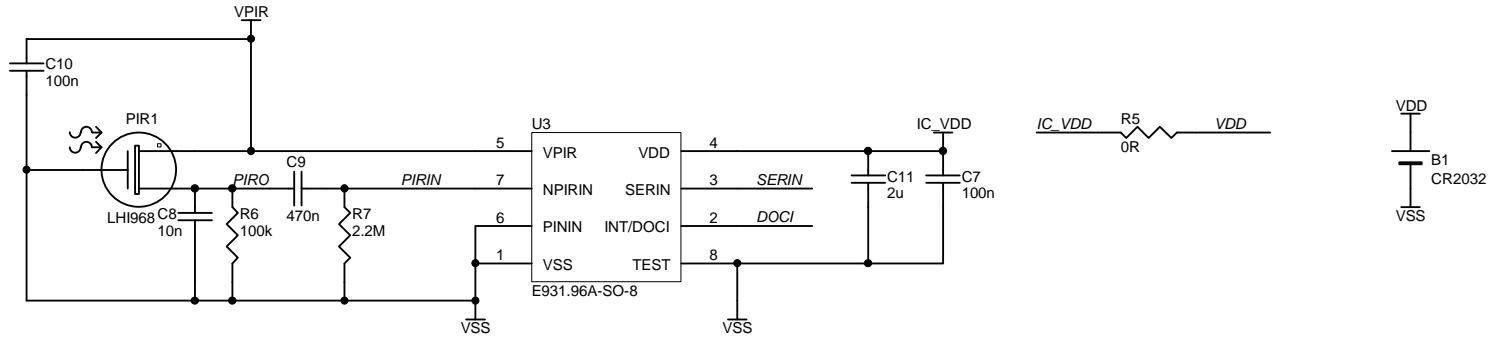 VPIR
C10
100n
PIR1
LHI968
C8
10n
PIRO
R6
100k
C9
470n
PIRIN
R7
2.2M
U3
5 VPIR VDD 4
7 NPIRIN SERIN 3
6 PININ INT/DOCI 2
1 VSS TEST 8
E931.96A-SO-8
VSS
SERIN
DOCI
IC_VDD
C11
2u
C7
100n
VSS
IC_VDD R5 VDD
0R
VDD
B1
CR2032
VSS